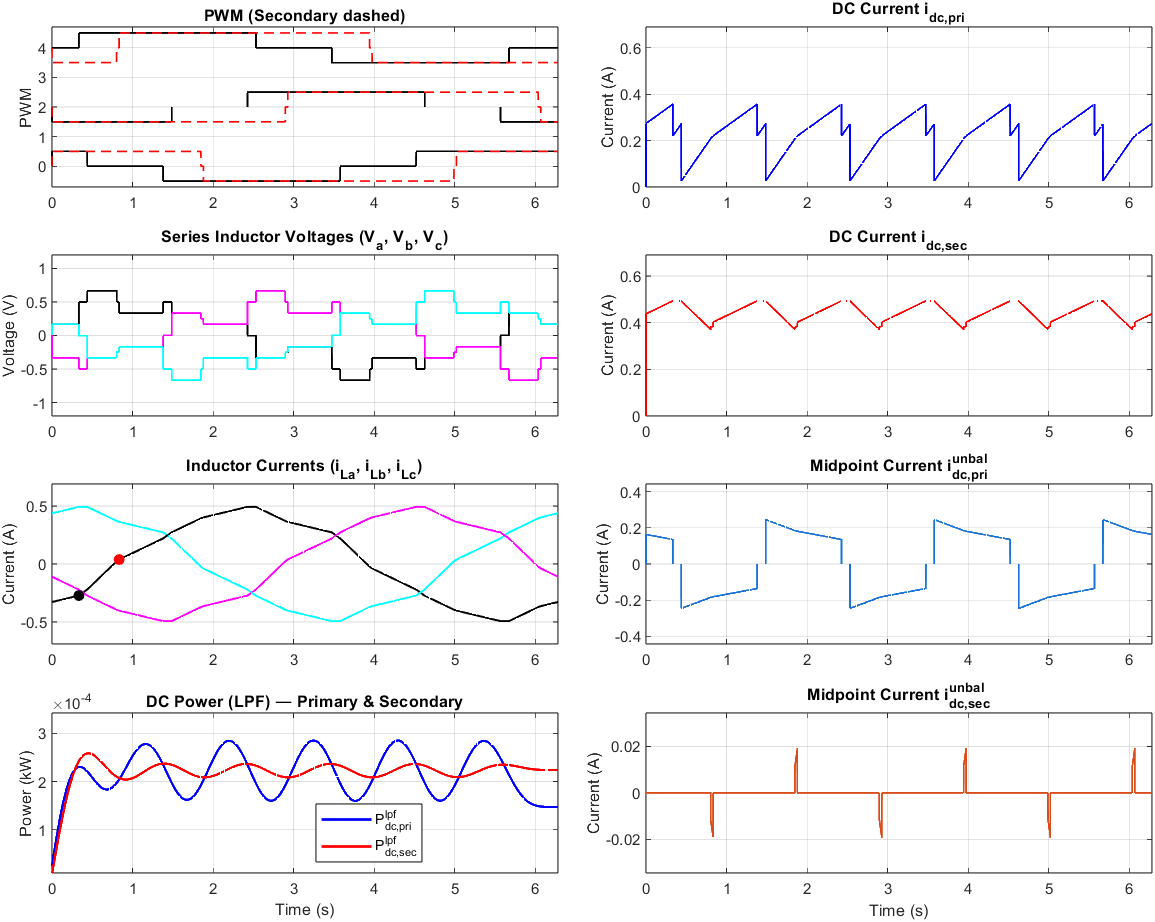 PWM (Secondary dashed)
PWM
4
3
2
1
0
0 1 2 3 4 5 6
DC Current i_dc,pri
Current (A)
0.6
0.4
0.2
0
0 1 2 3 4 5 6
Series Inductor Voltages (V_a, V_b, V_c)
Voltage (V)
1
0.5
0
-0.5
-1
0 1 2 3 4 5 6
DC Current i_dc,sec
Current (A)
0.6
0.4
0.2
0
0 1 2 3 4 5 6
Inductor Currents (i_La, i_Lb, i_Lc)
Current (A)
0.5
0
-0.5
0 1 2 3 4 5 6
Midpoint Current i^unbal_dc,pri
Current (A)
0.4
0.2
0
-0.2
-0.4
0 1 2 3 4 5 6
DC Power (LPF) — Primary & Secondary
×10^-4
Power (kW)
3
2
1
P^lpf_dc,pri
P^lpf_dc,sec
0 1 2 3 4 5 6
Time (s)
Midpoint Current i^unbal_dc,sec
Current (A)
0.02
0
-0.02
0 1 2 3 4 5 6
Time (s)